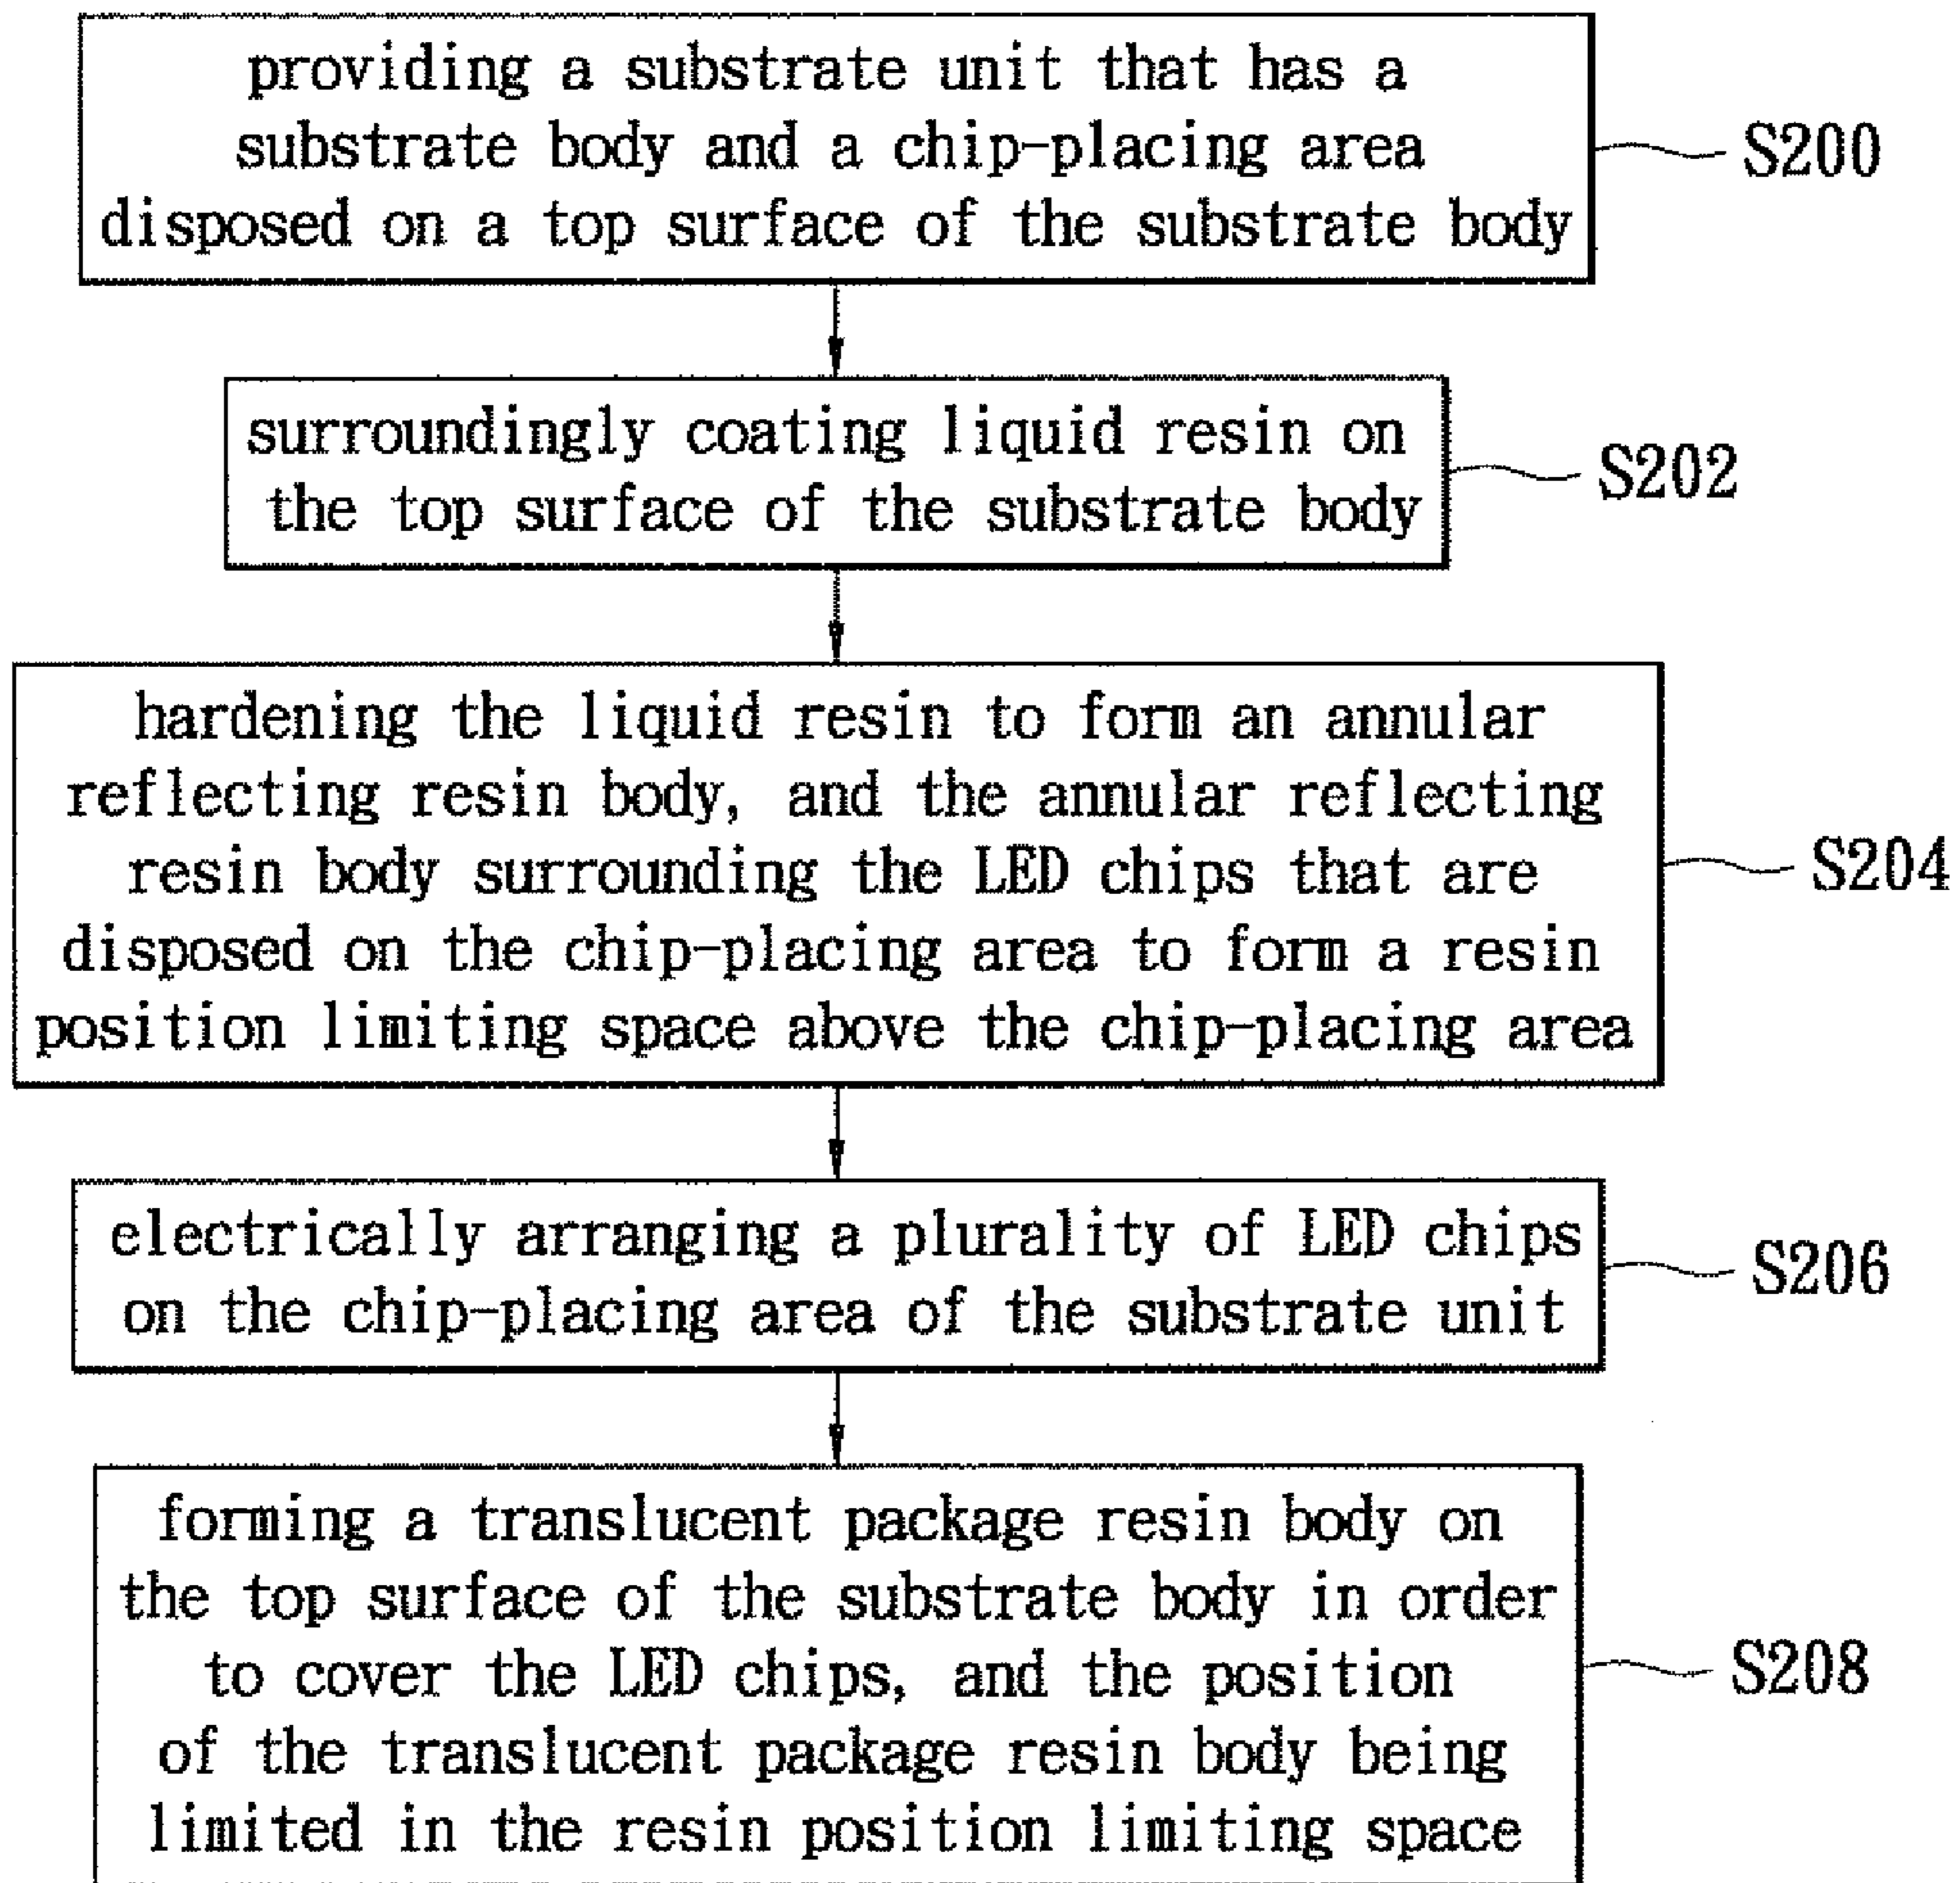 providing a substrate unit that has a
substrate body and a chip-placing area
disposed on a top surface of the substrate body
S200
surroundingly coating liquid resin on
the top surface of the substrate body
S202
hardening the liquid resin to form an annular
reflecting resin body, and the annular reflecting
resin body surrounding the LED chips that are
disposed on the chip-placing area to form a resin
position limiting space above the chip-placing area
S204
electrically arranging a plurality of LED chips
on the chip-placing area of the substrate unit
S206
forming a translucent package resin body on
the top surface of the substrate body in order
to cover the LED chips, and the position
of the translucent package resin body being
limited in the resin position limiting space
S208